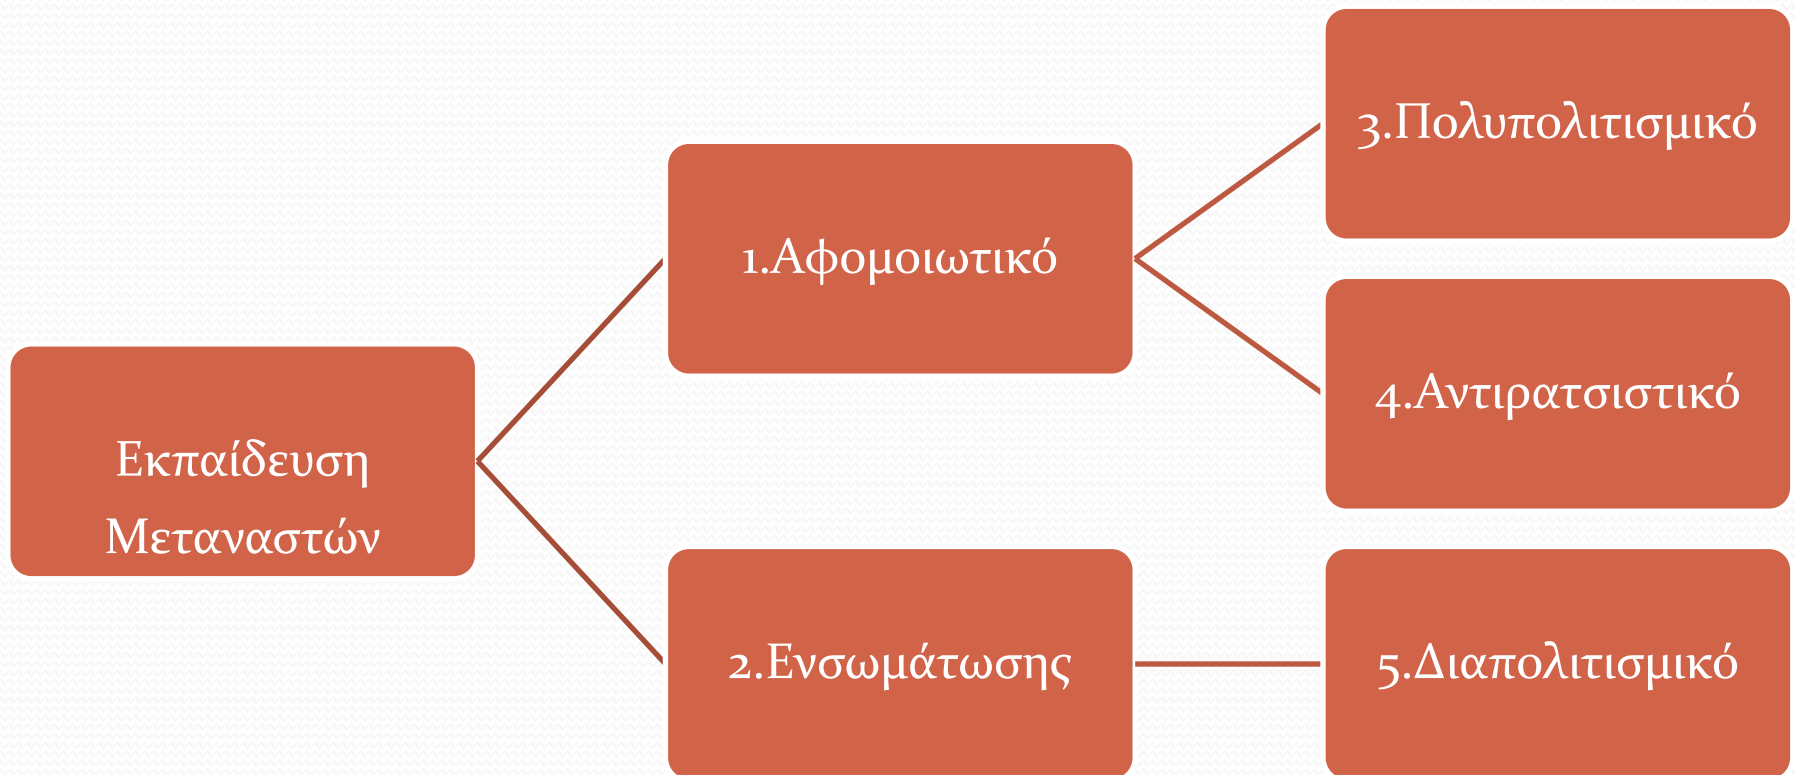 Εκπαίδευση
Μεταναστών
1.Αφομοιωτικό
2.Ενσωμάτωσης
3.Πολυπολιτισμικό
4.Αντιρατσιστικό
5.Διαπολιτισμικό